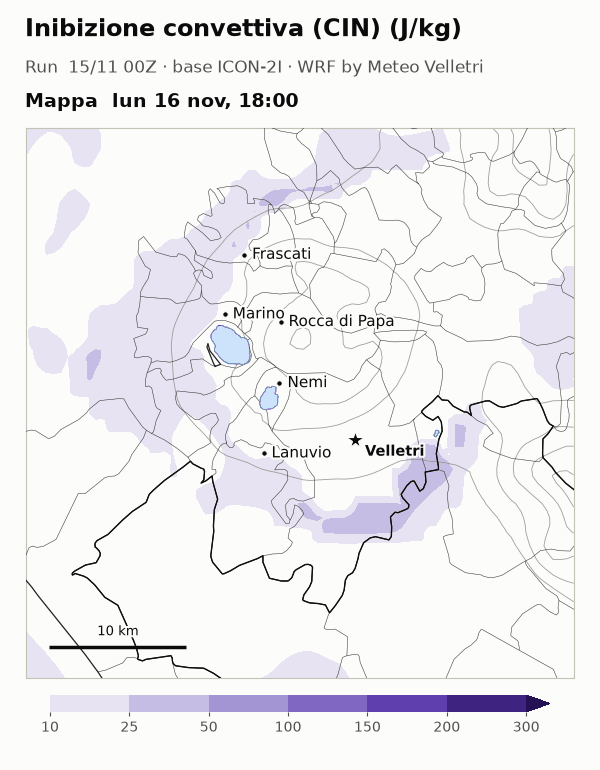 Inibizione convettiva (CIN) (J/kg)
Run  15/11 00Z · base ICON-2I · WRF by Meteo Velletri
Mappa  lun 16 nov, 18:00
Frascati
Marino
Rocca di Papa
Nemi
Velletri
Lanuvio
10 km
10 25 50 100 150 200 300